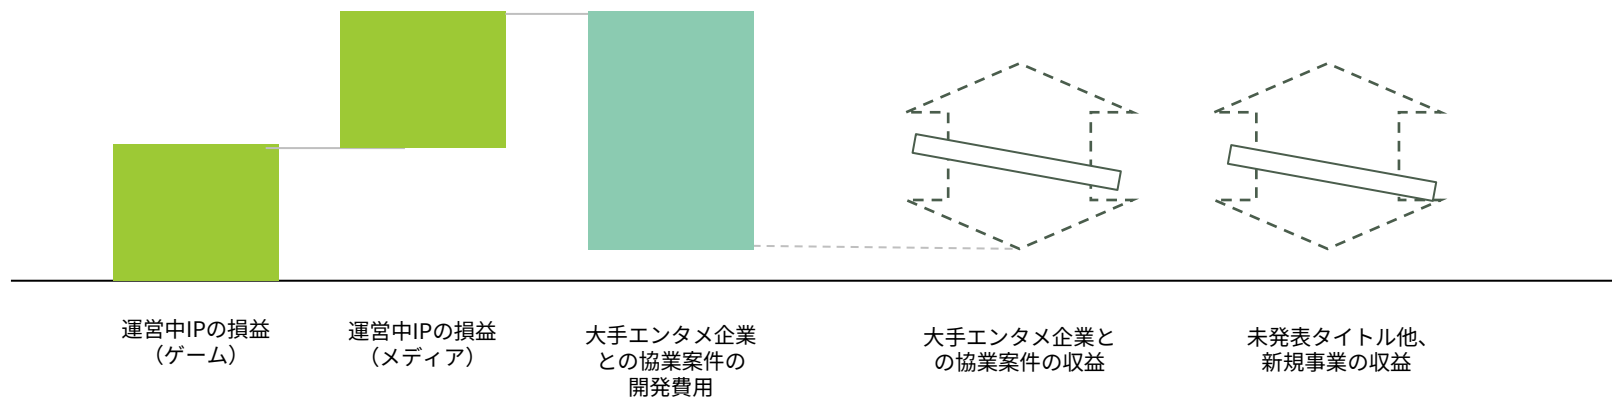 運営中IPの損益
（ゲーム）
運営中IPの損益
（メディア）
大手エンタメ企業
との協業案件の
開発費用
大手エンタメ企業と
の協業案件の収益
未発表タイトル他、
新規事業の収益